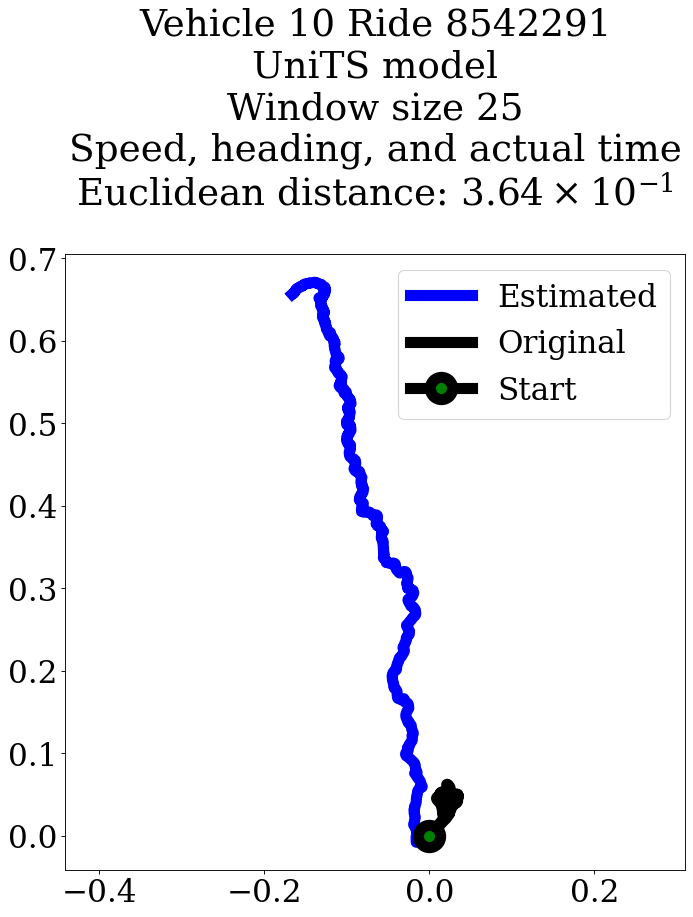 Vehicle 10 Ride 8542291
UniTS model
Window size 25
Speed, heading, and actual time
Euclidean distance: 3.64 × 10⁻¹
0.7
0.6
0.5
0.4
0.3
0.2
0.1
0.0
Estimated
Original
Start
−0.4
−0.2
0.0
0.2